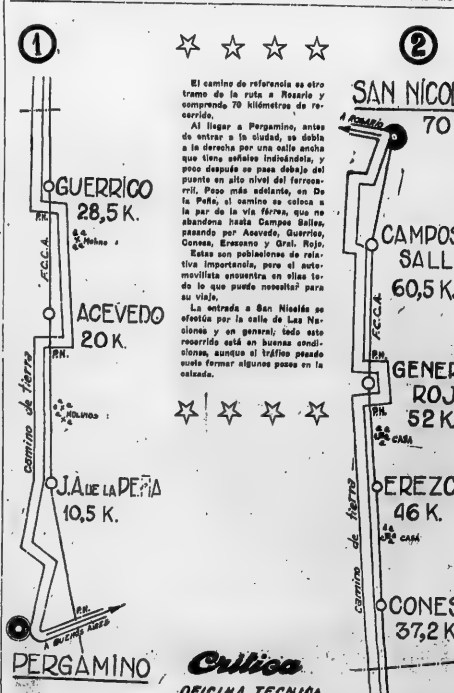 1
GUERRICO
28,5 K.
P.N.
Molino
F.C.C.A.
ACEVEDO
20 K.
P.N.
MOLINOS
camino de tierra
J.A. DE LA PEÑA
10,5 K.
P.N.
A BUENOS AIRES
PERGAMINO
El camino de referencia es otro
tramo de la ruta a Rosario y
comprende 70 kilómetros de re-
corrido.
Al llegar a Pergamino, antes
de entrar a la ciudad, se debía
a la derecha por una calle ancha
que tiene señales indicándola, y
poco después se pasa debajo del
puente en alto nivel del ferroca-
rril. Poco más adelante, en De
la Peña, el camino se coloca a
la par de la vía férrea, que no
abandona hasta Campos Salles,
pasando por Acevedo, Guerrico,
Conesa, Erezcano y Gral. Rojo.
Estas son poblaciones de rela-
tiva importancia, pero el auto-
movilista encuentra en ellas to-
do lo que puede necesitar para
su viaje.
La entrada a San Nicolás se
efectúa por la calle de Las Na-
ciones y en general, todo este
recorrido está en buenas condi-
ciones, aunque el tráfico pesado
suele formar algunos pozos en la
calzada.
Crítica
OFICINA TECNICA
2
SAN NICOL
70
A ROSARIO
CAMPOS
SALL
60,5 K.
F.C.C.A.
P.N.
GENER
ROJ
52 K
P.N.
CASA
EREZC
46 K.
CASA
camino de tierra
CONES
37,2 K